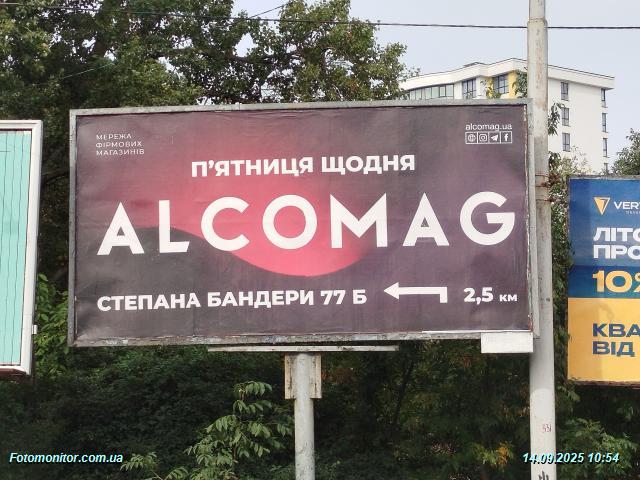 МЕРЕЖА
ФІРМОВИХ
МАГАЗИНІВ
alcomag.ua
П'ЯТНИЦЯ ЩОДНЯ
ALCOMAG
СТЕПАНА БАНДЕРИ 77 Б
2,5 км
VER
ЛІТО
ПРО
10
КВА
ВІД
Fotomonitor.com.ua
14.09.2025 10:54